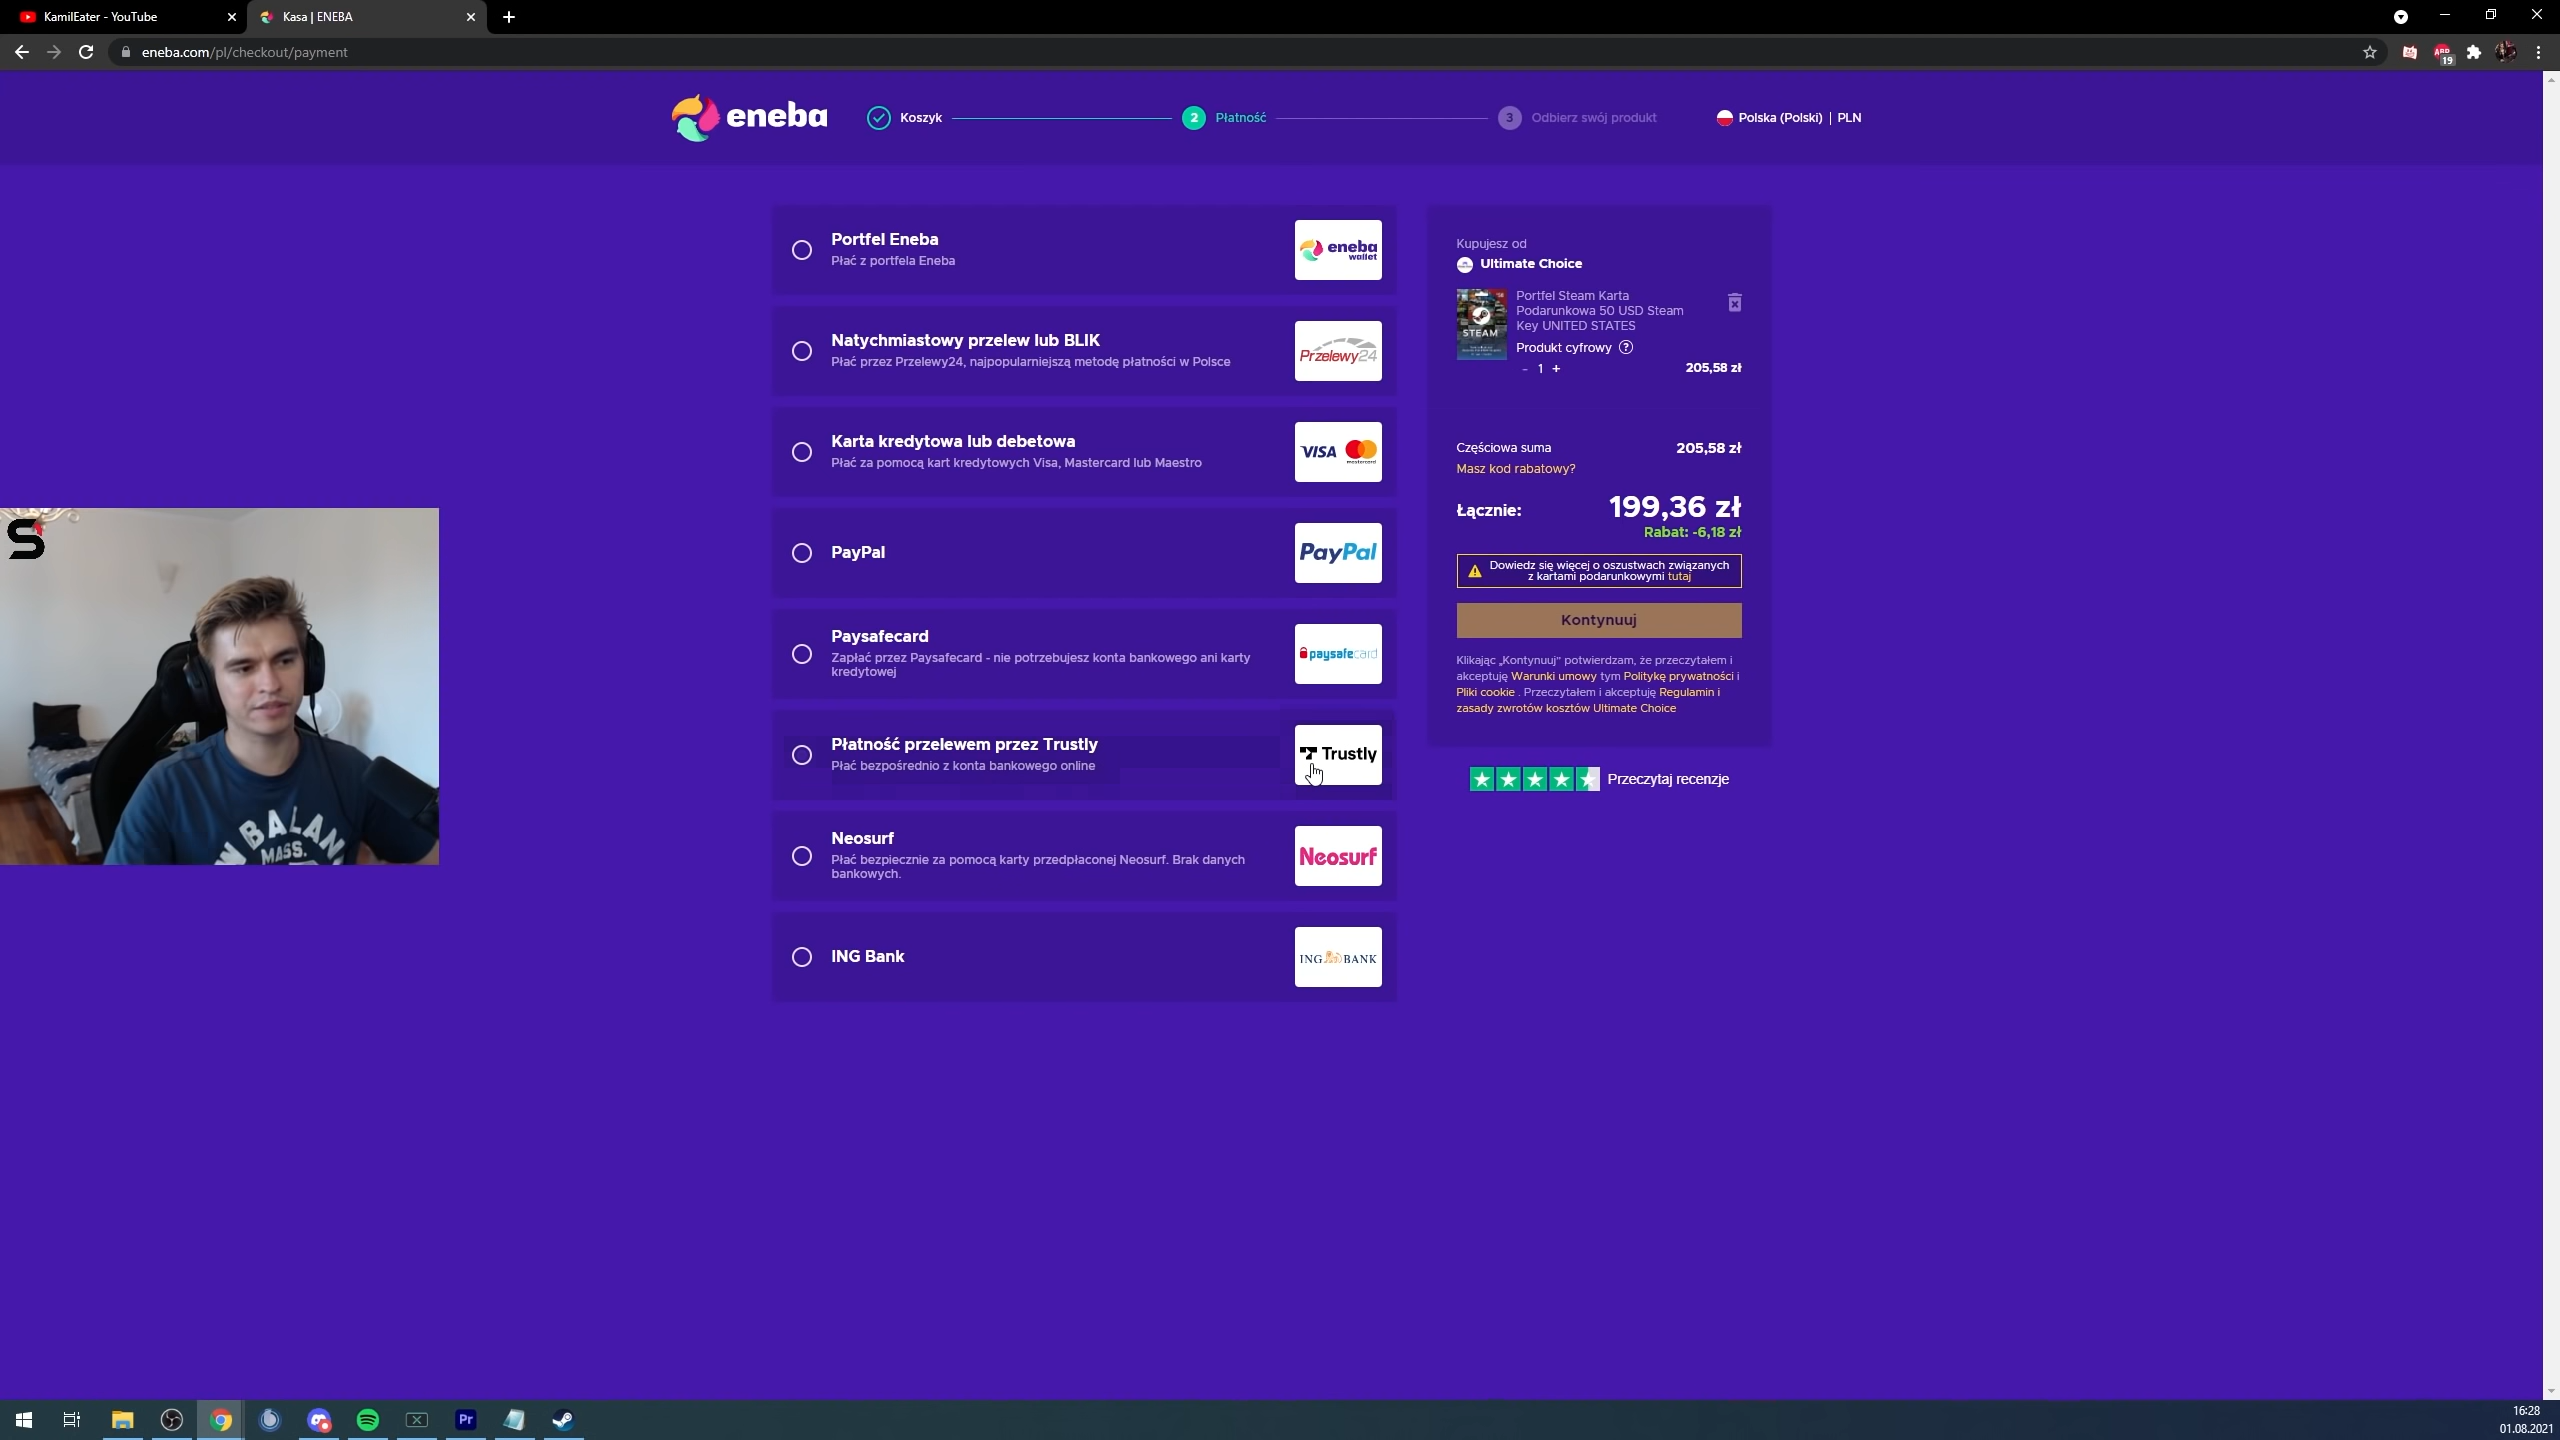 KamilEater - YouTube
Kasa | ENEBA
eneba.com/pl/checkout/payment
ABP
19
eneba
Koszyk
2
Płatność
3
Odbierz swój produkt
Polska (Polski) | PLN
Portfel Eneba
Płać z portfela Eneba
eneba
wallet
Natychmiastowy przelew lub BLIK
Płać przez Przelewy24, najpopularniejszą metodę płatności w Polsce
Przelewy24
Karta kredytowa lub debetowa
Płać za pomocą kart kredytowych Visa, Mastercard lub Maestro
VISA
mastercard
PayPal
PayPal
Paysafecard
Zapłać przez Paysafecard - nie potrzebujesz konta bankowego ani karty
kredytowej
paysafecard
Płatność przelewem przez Trustly
Płać bezpośrednio z konta bankowego online
Trustly
Neosurf
Płać bezpiecznie za pomocą karty przedpłaconej Neosurf. Brak danych
bankowych.
Neosurf
ING Bank
ING BANK
Kupujesz od
Ultimate Choice
STEAM
Portfel Steam Karta
Podarunkowa 50 USD Steam
Key UNITED STATES
Produkt cyfrowy ?
- 1 +
205,58 zł
Częściowa suma
205,58 zł
Masz kod rabatowy?
Łącznie:
199,36 zł
Rabat: -6,18 zł
Dowiedz się więcej o oszustwach związanych
z kartami podarunkowymi tutaj
Kontynuuj
Klikając „Kontynuuj" potwierdzam, że przeczytałem i
akceptuję Warunki umowy tym Politykę prywatności i
Pliki cookie . Przeczytałem i akceptuję Regulamin i
zasady zwrotów kosztów Ultimate Choice
Przeczytaj recenzje
S
W BALAN
MASS.
Pr
16:28
01.08.2021